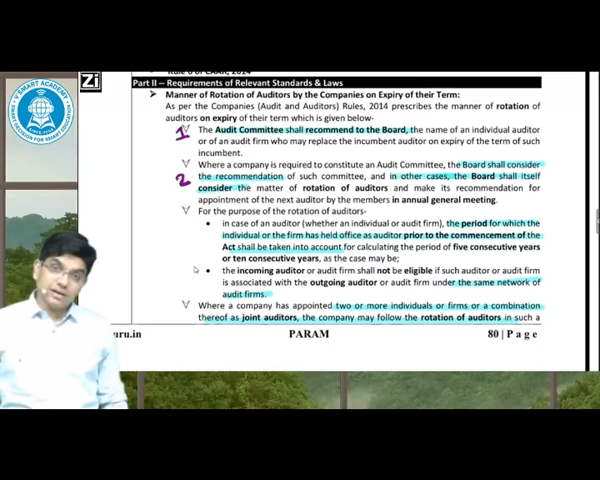 V SMART ACADEMY
DECISION FOR SMART EDUCATION
Zi
Rule 6 of CAAR, 2014
Part II -- Requirements of Relevant Standards & Laws
Manner of Rotation of Auditors by the Companies on Expiry of their Term:
As per the Companies (Audit and Auditors) Rules, 2014 prescribes the manner of rotation of
auditors on expiry of their term which is given below-
1 The Audit Committee shall recommend to the Board, the name of an individual auditor
or of an audit firm who may replace the incumbent auditor on expiry of the term of such
incumbent.
Where a company is required to constitute an Audit Committee, the Board shall consider
2 the recommendation of such committee, and in other cases, the Board shall itself
consider the matter of rotation of auditors and make its recommendation for
appointment of the next auditor by the members in annual general meeting.
For the purpose of the rotation of auditors-
• in case of an auditor (whether an individual or audit firm), the period for which the
individual or the firm has held office as auditor prior to the commencement of the
Act shall be taken into account for calculating the period of five consecutive years
or ten consecutive years, as the case may be;
• the incoming auditor or audit firm shall not be eligible if such auditor or audit firm
is associated with the outgoing auditor or audit firm under the same network of
audit firms.
Where a company has appointed two or more individuals or firms or a combination
thereof as joint auditors, the company may follow the rotation of auditors in such a
uru.in PARAM 80 | P a g e